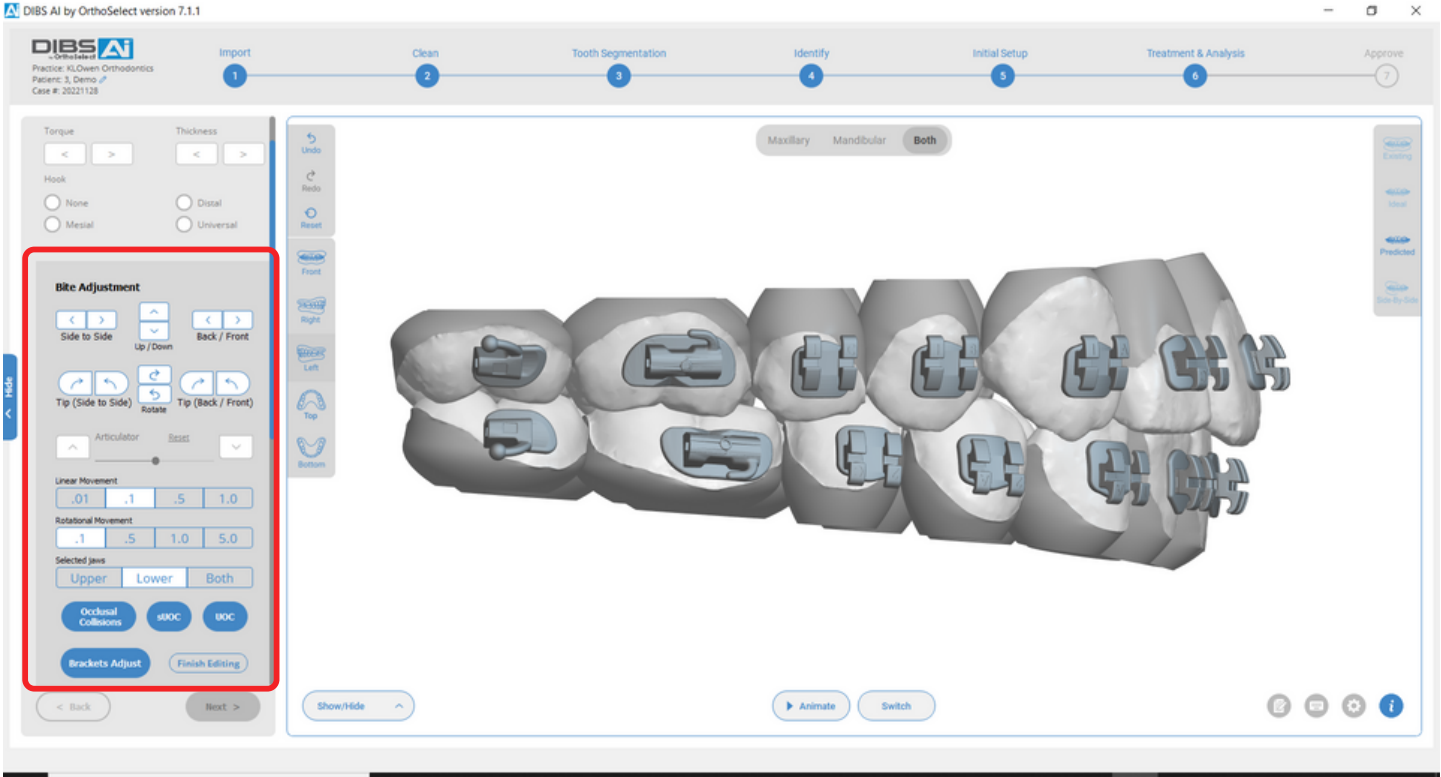 DIBS AI by OrthoSelect version 7.1.1
DIBS Ai
by OrthoSelect
Practice: KLOwen Orthodontics
Patient: 3, Demo
Case #: 20221128
Import
1
Clean
2
Tooth Segmentation
3
Identify
4
Initial Setup
5
Treatment & Analysis
6
Approve
7
Torque
Thickness
< >
< >
Hook
None
Distal
Mesial
Universal
Bite Adjustment
Side to Side
Up / Down
Back / Front
Tip (Side to Side)
Rotate
Tip (Back / Front)
Articulator
Reset
Linear Movement
.01 .1 .5 1.0
Rotational Movement
.1 .5 1.0 5.0
Selected jaws
Upper Lower Both
Occlusal
Collisions
sUOC
UOC
Brackets Adjust
Finish Editing
< Back
Next >
Hide
Undo
Redo
Reset
Front
Right
Left
Top
Bottom
Maxillary Mandibular Both
Existing
Ideal
Predicted
Side-By-Side
Show/Hide
Animate
Switch
i